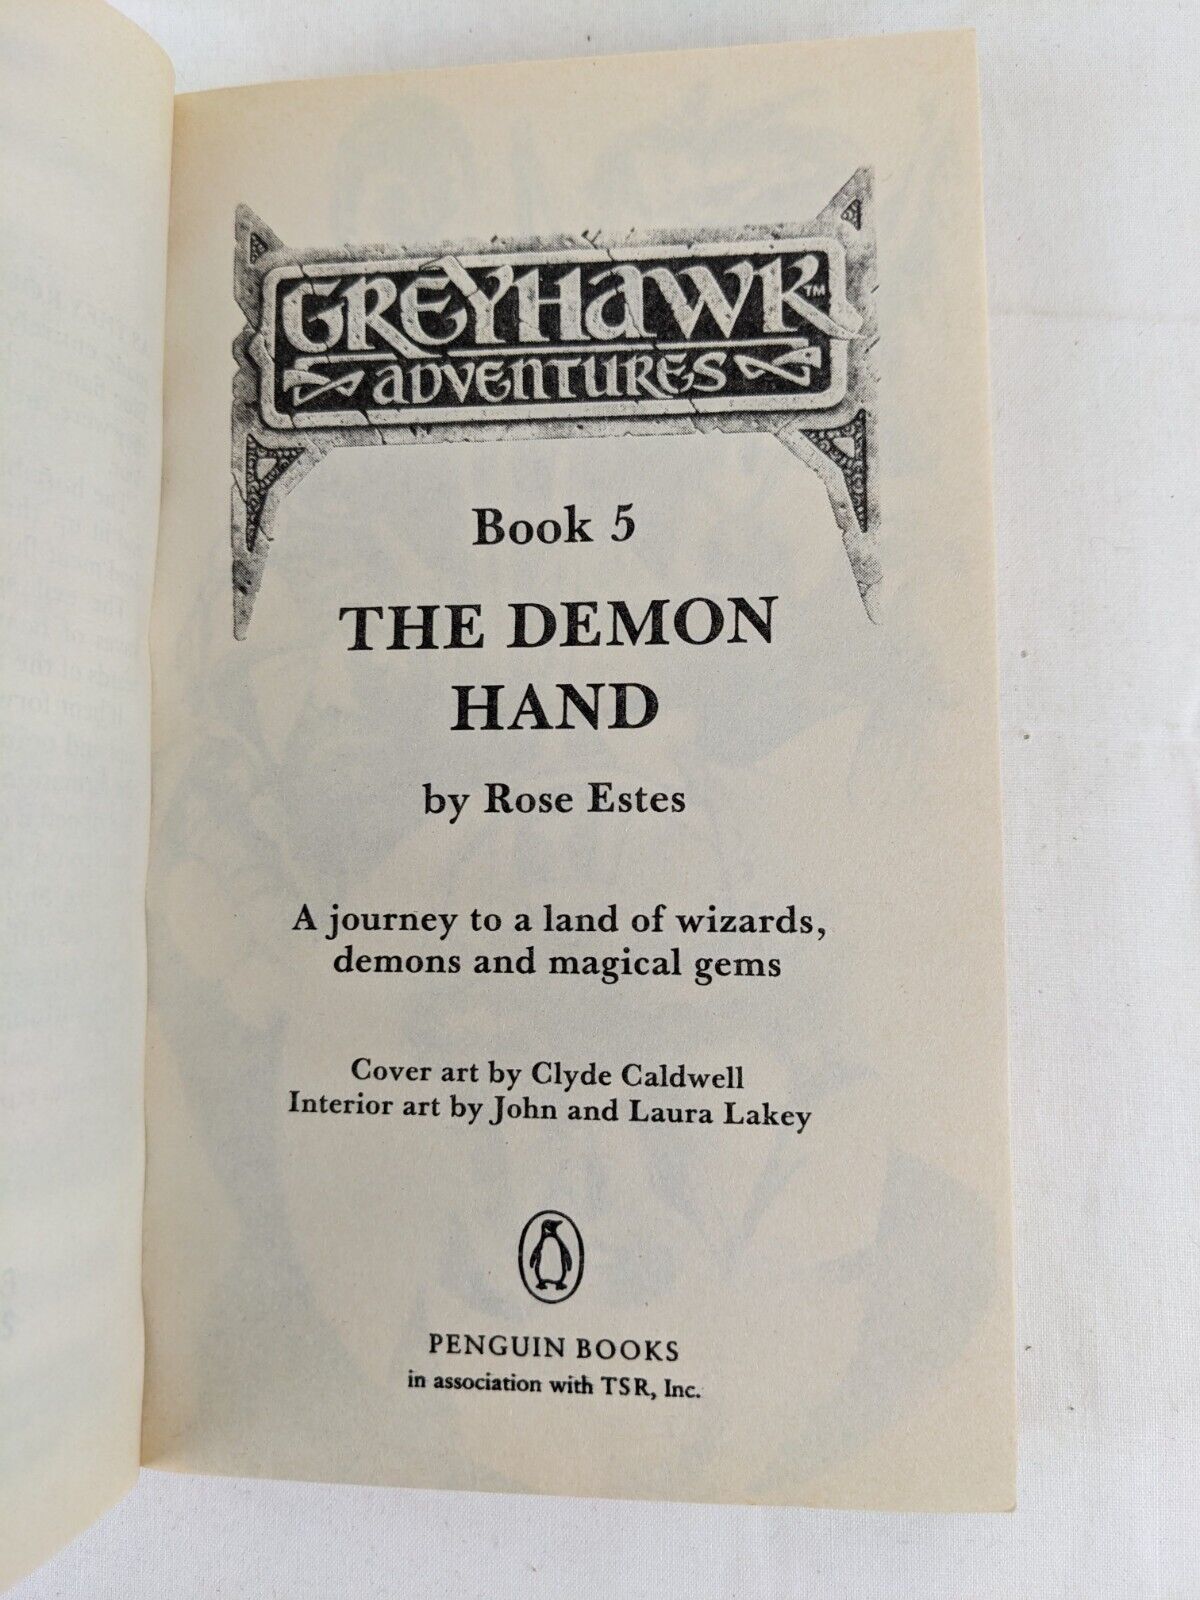 GREYHAWK™
ADVENTURES
Book 5
THE DEMON
HAND
by Rose Estes
A journey to a land of wizards,
demons and magical gems
Cover art by Clyde Caldwell
Interior art by John and Laura Lakey
PENGUIN BOOKS
in association with TSR, Inc.